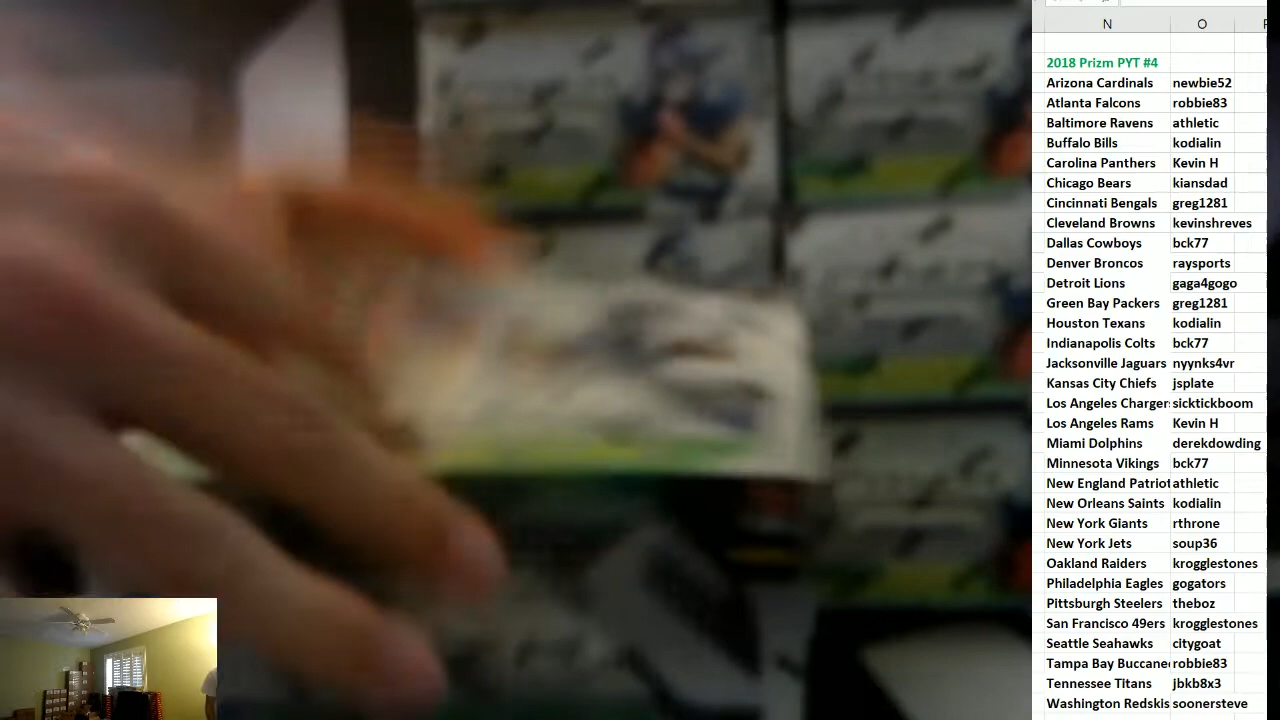 N O
2018 Prizm PYT #4
Arizona Cardinals newbie52
Atlanta Falcons robbie83
Baltimore Ravens athletic
Buffalo Bills kodialin
Carolina Panthers Kevin H
Chicago Bears kiansdad
Cincinnati Bengals greg1281
Cleveland Browns kevinshreves
Dallas Cowboys bck77
Denver Broncos raysports
Detroit Lions gaga4gogo
Green Bay Packers greg1281
Houston Texans kodialin
Indianapolis Colts bck77
Jacksonville Jaguars nyynks4vr
Kansas City Chiefs jsplate
Los Angeles Charger sicktickboom
Los Angeles Rams Kevin H
Miami Dolphins derekdowding
Minnesota Vikings bck77
New England Patriot athletic
New Orleans Saints kodialin
New York Giants rthrone
New York Jets soup36
Oakland Raiders krogglestones
Philadelphia Eagles gogators
Pittsburgh Steelers theboz
San Francisco 49ers krogglestones
Seattle Seahawks citygoat
Tampa Bay Buccane robbie83
Tennessee Titans jbkb8x3
Washington Redskis soonersteve